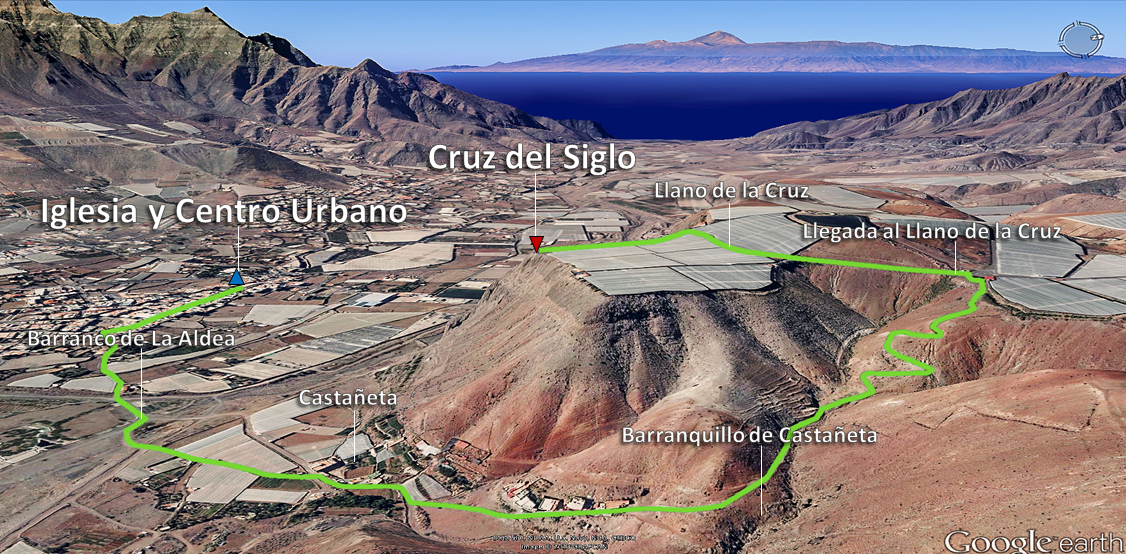 Cruz del Siglo
Llano de la Cruz
Iglesia y Centro Urbano
Llegada al Llano de la Cruz
Barranco de La Aldea
Castañeta
Barranquillo de Castañeta
Google earth